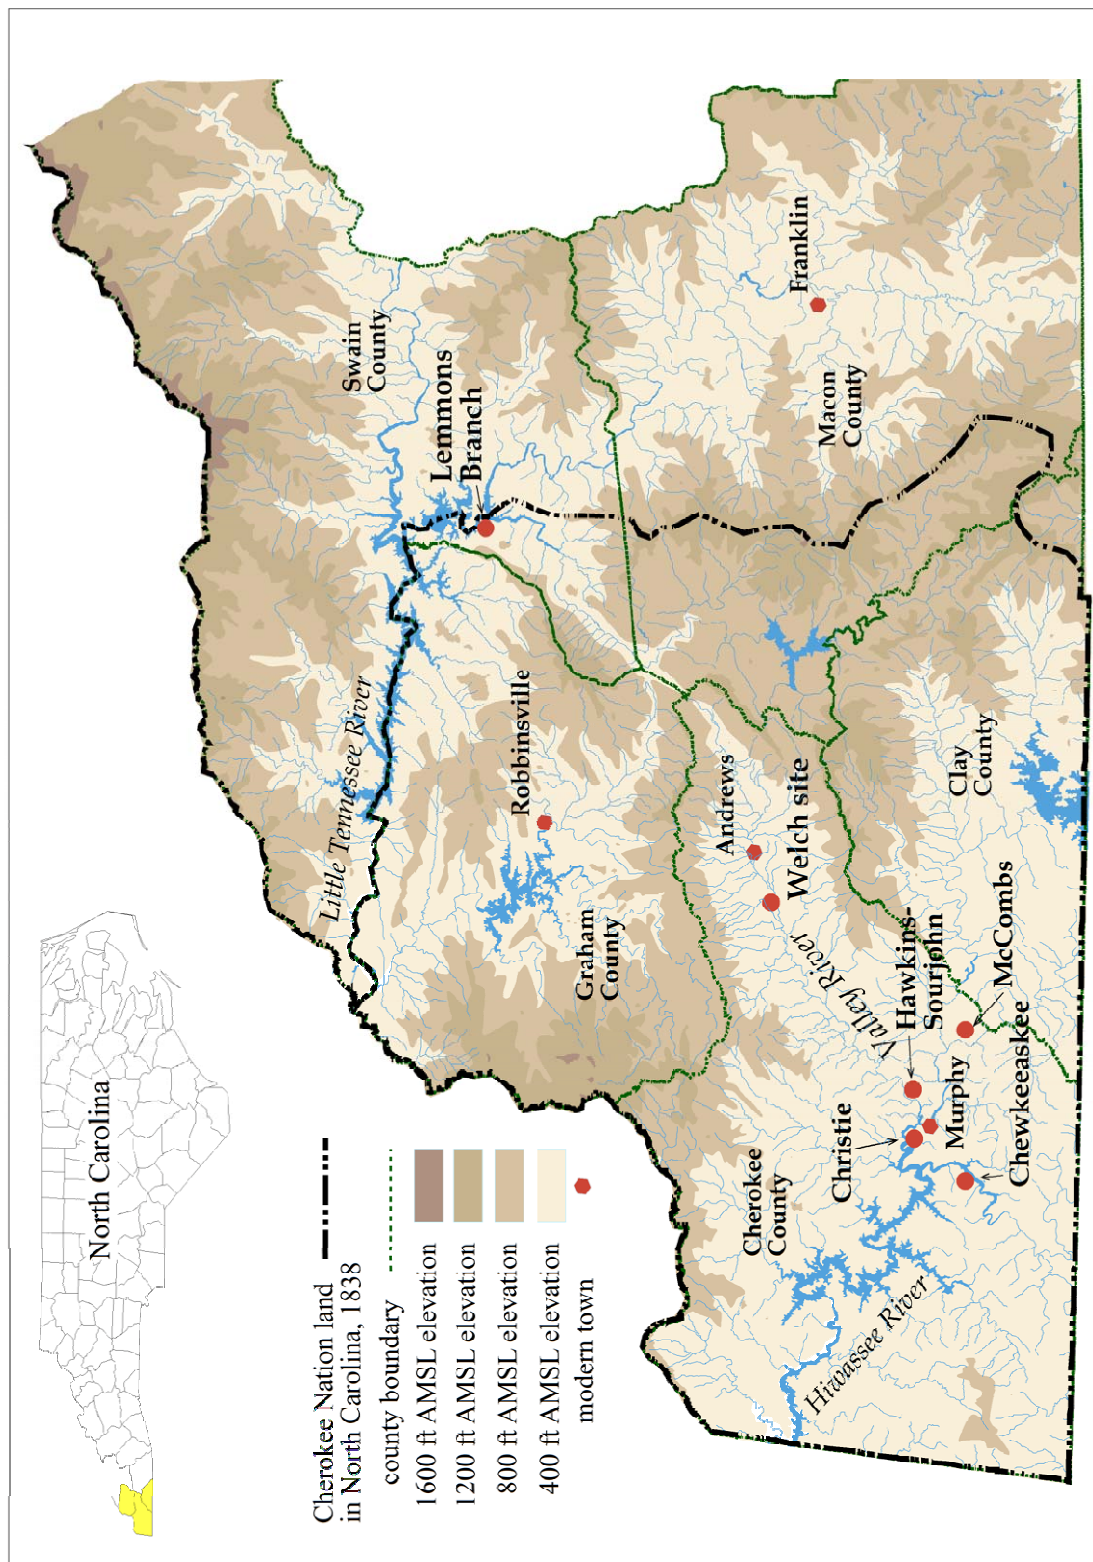 North Carolina
Cherokee Nation land
in North Carolina, 1838
county boundary
1600 ft AMSL elevation
1200 ft AMSL elevation
800 ft AMSL elevation
400 ft AMSL elevation
modern town
Swain
County
Lemmons
Branch
Little Tennessee River
Robbinsville
Graham
County
Franklin
Macon
County
Andrews
Welch site
Valley River
Clay
County
Hawkins-
Sourjohn
McCombs
Cherokee
County
Christie
Murphy
Chewkeeaskee
Hiwassee River